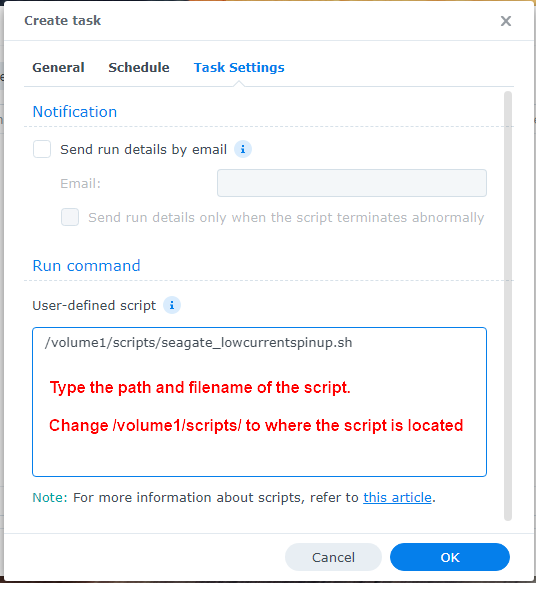 Create task
General Schedule Task Settings
Notification
Send run details by email
Email:
Send run details only when the script terminates abnormally
Run command
User-defined script
/volume1/scripts/seagate_lowcurrentspinup.sh
Type the path and filename of the script.
Change /volume1/scripts/ to where the script is located
Note: For more information about scripts, refer to this article.
Cancel OK